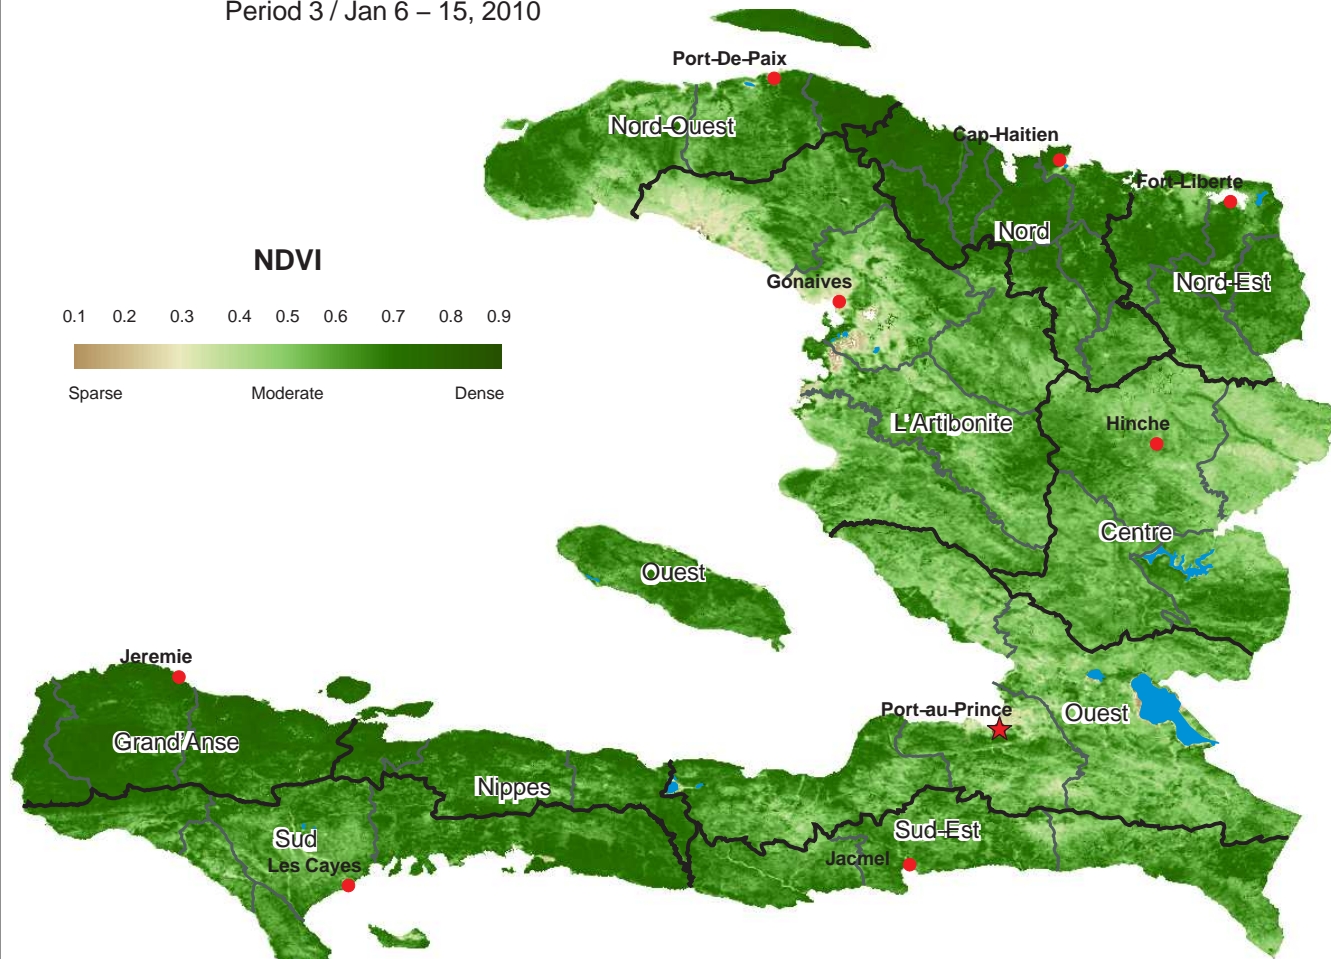 Period 3 / Jan 6 – 15, 2010
Port-De-Paix
Nord-Ouest
Cap-Haitien
Fort-Liberte
Nord
NDVI
Gonaives
Nord-Est
0.1 0.2 0.3 0.4 0.5 0.6 0.7 0.8 0.9
Sparse Moderate Dense
L'Artibonite
Hinche
Centre
Ouest
Jeremie
Port-au-Prince
Ouest
Grand'Anse
Nippes
Sud
Sud-Est
Les Cayes
Jacmel